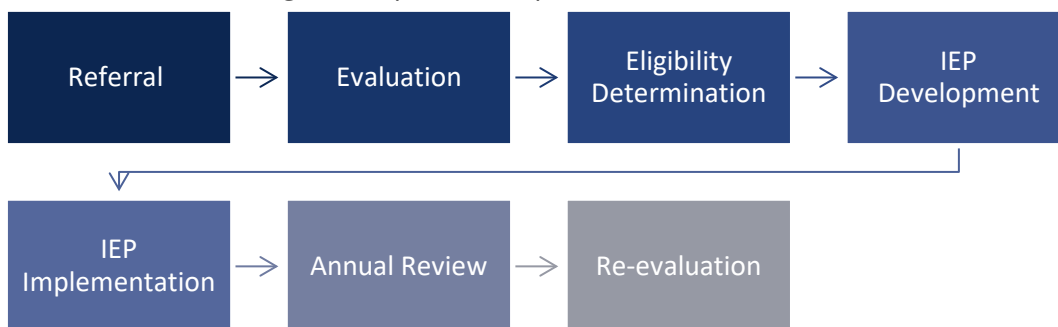 Referral
Evaluation
Eligibility
Determination
IEP
Development
IEP
Implementation
Annual Review
Re-evaluation